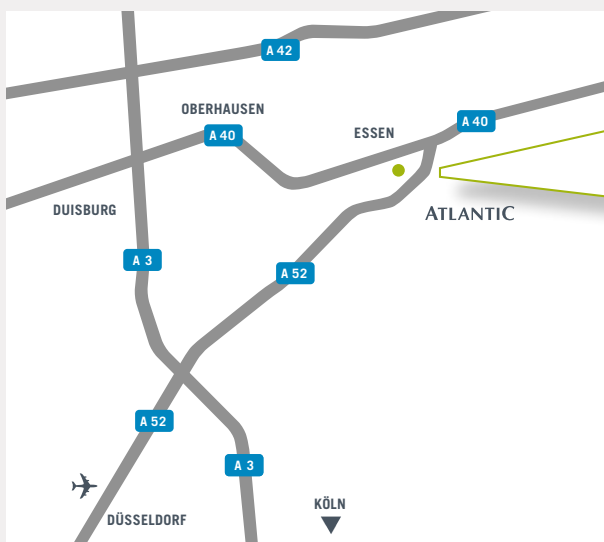 A 42
OBERHAUSEN
A 40
ESSEN
A 40
DUISBURG
ATLANTIC
A 3
A 52
A 52
A 3
KÖLN
DÜSSELDORF